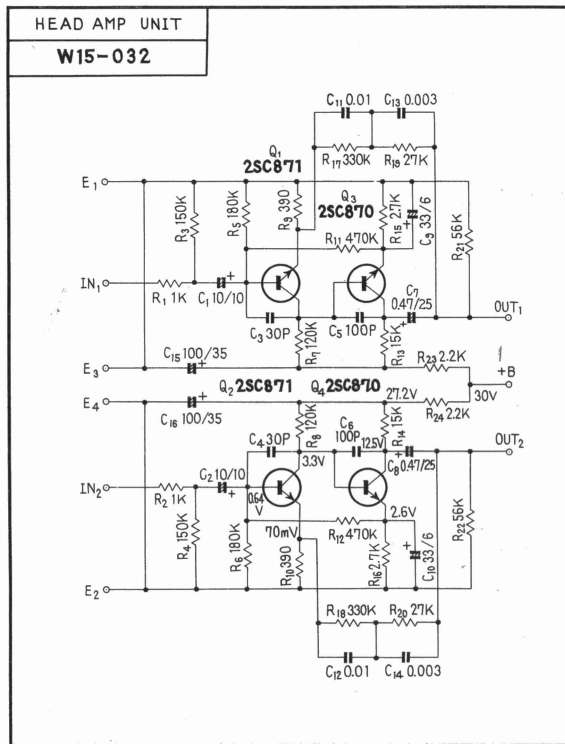 HEAD AMP UNIT
W15-032
C11 0.01
C13 0.003
R17 330K
R19 27K
Q1
2SC871
Q3
2SC870
E1
R3 150K
R5 180K
R9 390
R11 470K
R15 2.7K
C9 33/6
+
R21 56K
IN1
R1 1K
C1 10/10
+
C3 30P
R7 120K
C5 100P
R13 15K
C7
0.47/25
+
OUT1
C15 100/35
+
E3
R23 2.2K
+B
30V
E4
+
C16 100/35
Q2 2SC871
Q4 2SC870
27.2V
R24 2.2K
R8 120K
C6
100P
12.5V
R14 15K
+
C8 0.47/25
OUT2
C4 30P
3.3V
IN2
R2 1K
C2 10/10
+
0.64
V
R4 150K
R6 180K
70mV
R10 390
2.6V
R12 470K
R16 2.7K
+
C10 33/6
R22 56K
E2
R18 330K
R20 27K
C12 0.01
C14 0.003